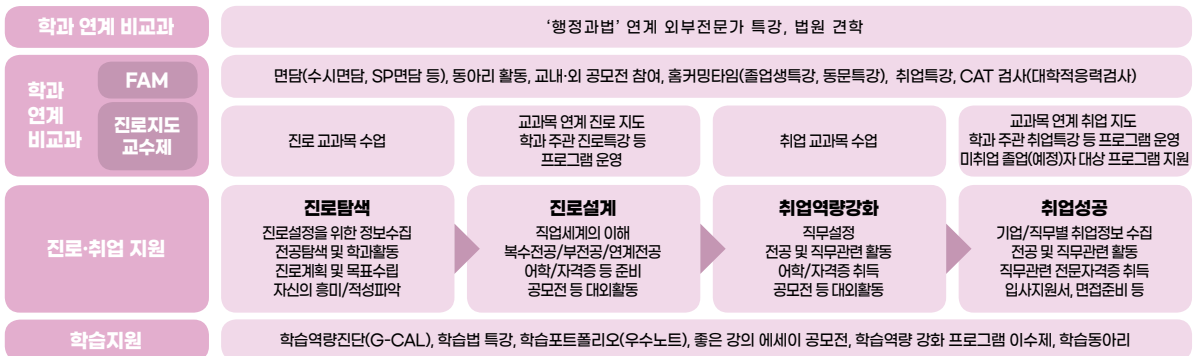 학과 연계 비교과
‘행정과법’ 연계 외부전문가 특강, 법원 견학
학과
연계
비교과
FAM
면담(수시면담, SP면담 등), 동아리 활동, 교내·외 공모전 참여, 홈커밍타임(졸업생특강, 동문특강), 취업특강, CAT 검사(대학적응력검사)
진로지도
교수제
진로 교과목 수업
교과목 연계 진로 지도
학과 주관 진로특강 등
프로그램 운영
취업 교과목 수업
교과목 연계 취업 지도
학과 주관 취업특강 등 프로그램 운영
미취업 졸업(예정)자 대상 프로그램 지원
진로·취업 지원
진로탐색
진로설정을 위한 정보수집
전공탐색 및 학과활동
진로계획 및 목표수립
자신의 흥미/적성파악
진로설계
직업세계의 이해
복수전공/부전공/연계전공
어학/자격증 등 준비
공모전 등 대외활동
취업역량강화
직무설정
전공 및 직무관련 활동
어학/자격증 취득
공모전 등 대외활동
취업성공
기업/직무별 취업정보 수집
전공 및 직무관련 활동
직무관련 전문자격증 취득
입사지원서, 면접준비 등
학습지원
학습역량진단(G-CAL), 학습법 특강, 학습포트폴리오(우수노트), 좋은 강의 에세이 공모전, 학습역량 강화 프로그램 이수제, 학습동아리